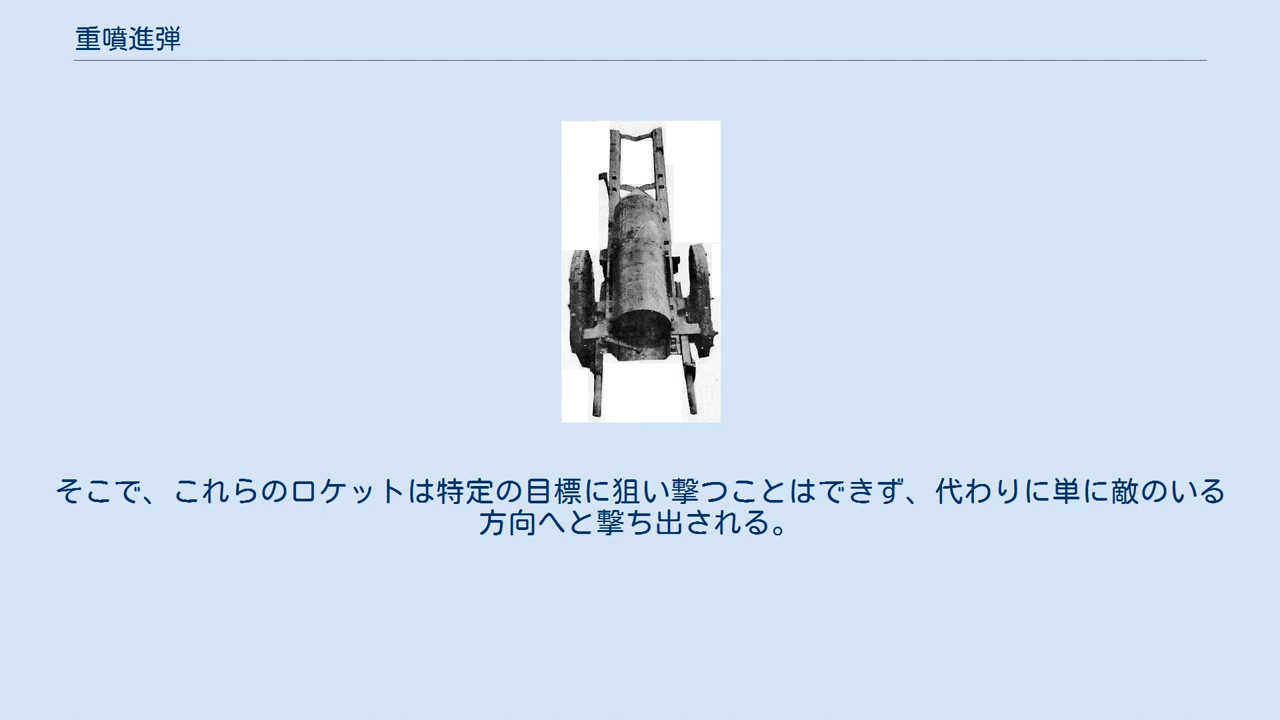 重噴進弾
そこで、これらのロケットは特定の目標に狙い撃つことはできず、代わりに単に敵のいる
方向へと撃ち出される。